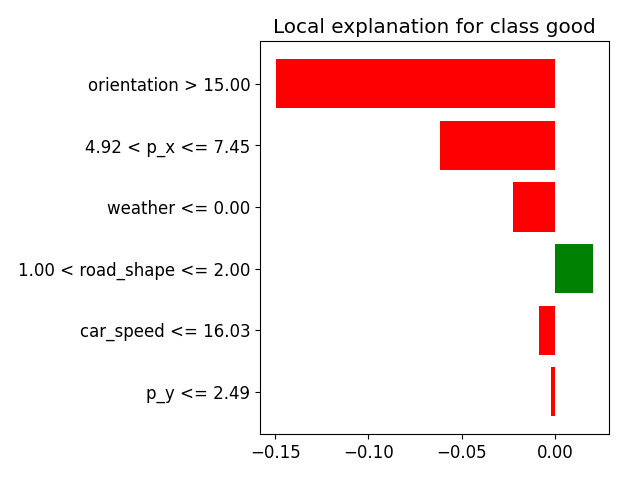 Local explanation for class good
orientation > 15.00
4.92 < p_x <= 7.45
weather <= 0.00
1.00 < road_shape <= 2.00
car_speed <= 16.03
p_y <= 2.49
−0.15 −0.10 −0.05 0.00